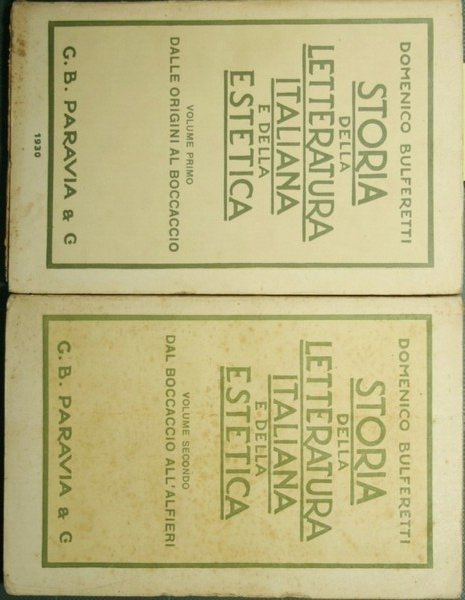 DOMENICO BULFERETTI
STORIA
DELLA
LETTERATURA
ITALIANA
E DELLA
ESTETICA
VOLUME PRIMO
DALLE ORIGINI AL BOCCACCIO
G. B. PARAVIA & C
1930
DOMENICO BULFERETTI
STORIA
DELLA
LETTERATURA
ITALIANA
E DELLA
ESTETICA
VOLUME SECONDO
DAL BOCCACCIO ALL'ALFIERI
G. B. PARAVIA & C